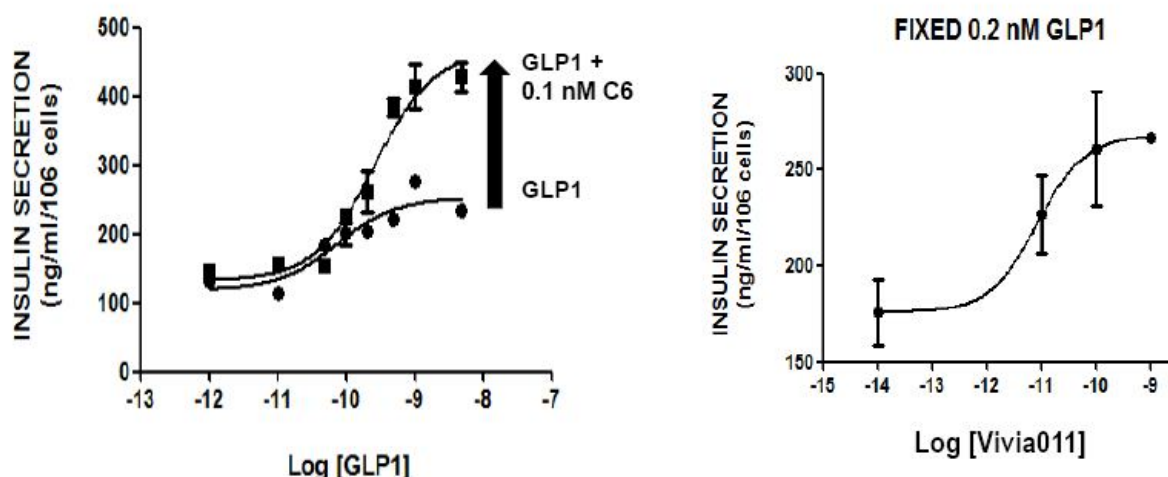 INSULIN SECRETION
(ng/ml/106 cells)
500
400
300
200
100
0
-13 -12 -11 -10 -9 -8 -7
Log [GLP1]
GLP1 +
0.1 nM C6
GLP1
FIXED 0.2 nM GLP1
INSULIN SECRETION
(ng/ml/106 cells)
300
250
200
150
-15 -14 -13 -12 -11 -10 -9
Log [Vivia011]